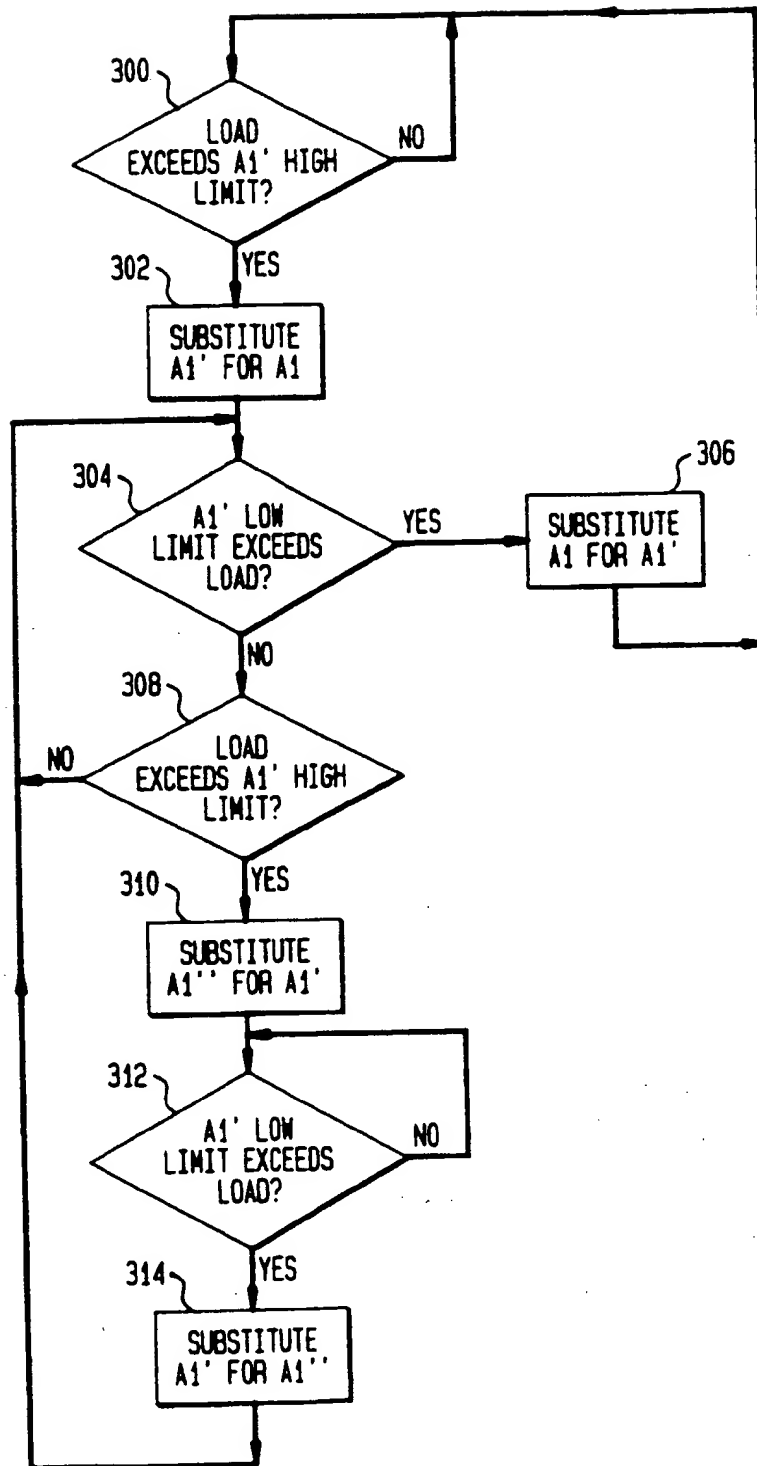 300
LOAD
EXCEEDS A1' HIGH
LIMIT?
NO
YES
302
SUBSTITUTE
A1' FOR A1
304
A1' LOW
LIMIT EXCEEDS
LOAD?
YES
306
SUBSTITUTE
A1 FOR A1'
NO
308
LOAD
EXCEEDS A1' HIGH
LIMIT?
NO
YES
310
SUBSTITUTE
A1'' FOR A1'
312
A1' LOW
LIMIT EXCEEDS
LOAD?
NO
YES
314
SUBSTITUTE
A1' FOR A1''